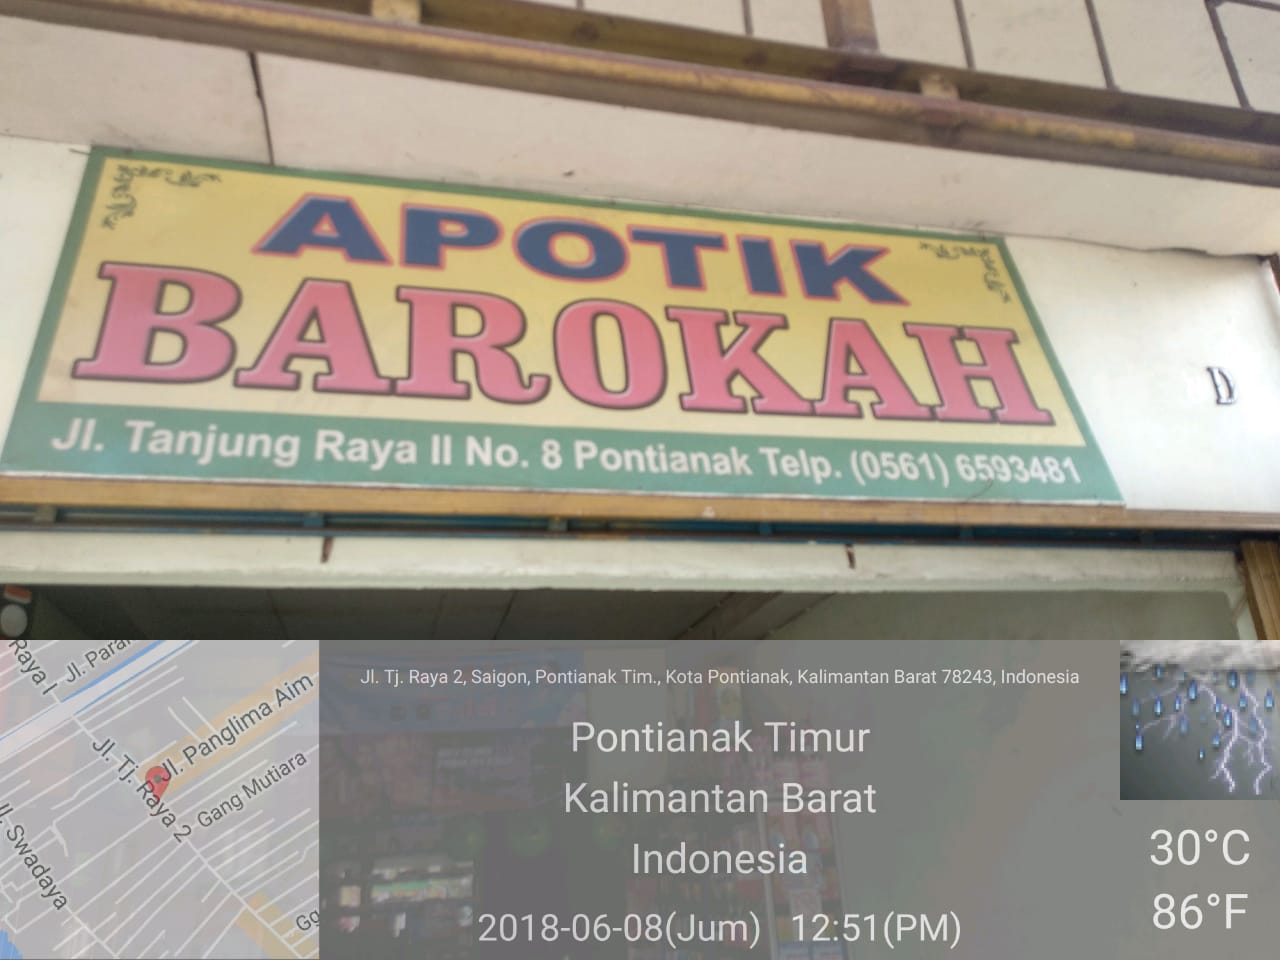 APOTIK
BAROKAH
Jl. Tanjung Raya II No. 8 Pontianak Telp. (0561) 6593481
D
Raya I
Jl. Paral
Jl. Panglima Aim
Jl. Tj. Raya 2
Gang Mutiara
Jl. Swadaya
Gg
Jl. Tj. Raya 2, Saigon, Pontianak Tim., Kota Pontianak, Kalimantan Barat 78243, Indonesia
Pontianak Timur
Kalimantan Barat
Indonesia
2018-06-08(Jum) 12:51(PM)
30°C
86°F